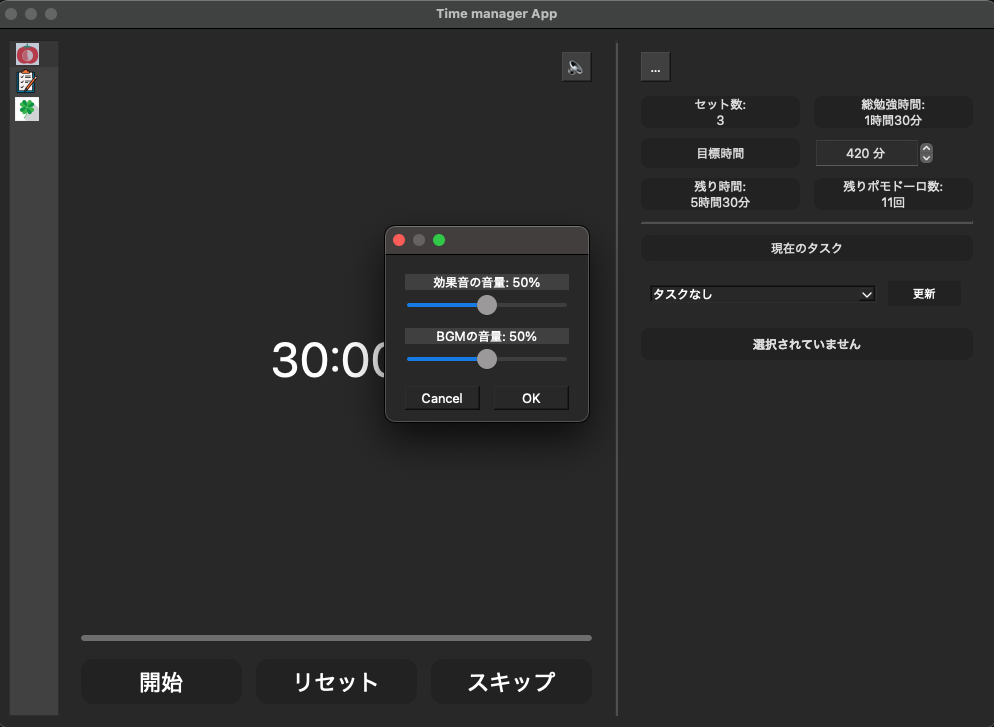 Time manager App
...
セット数:
3
総勉強時間:
1時間30分
目標時間
420 分
残り時間:
5時間30分
残りポモドーロ数:
11回
現在のタスク
タスクなし
更新
選択されていません
効果音の音量: 50%
BGMの音量: 50%
Cancel
OK
30:00
開始
リセット
スキップ